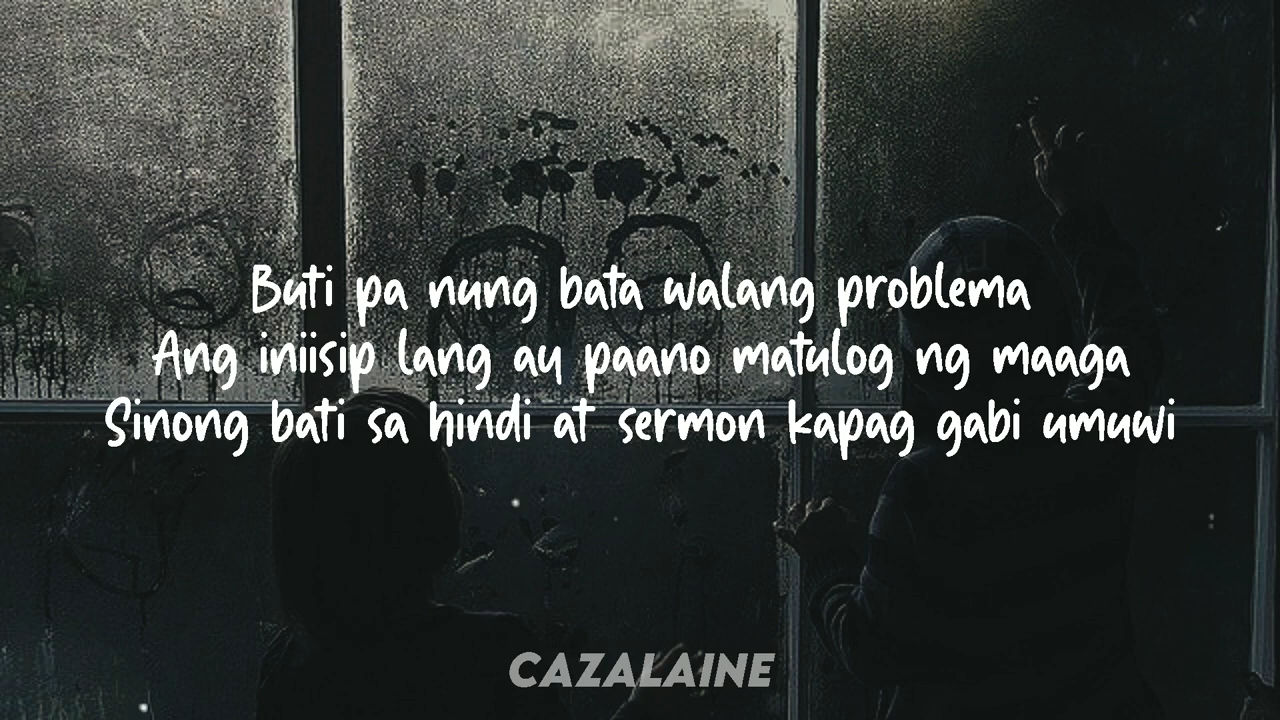 Buti pa nung bata walang problema
Ang iniisip lang ay paano matulog ng maaga
Sinong bati sa hindi at sermon kapag gabi umuwi
CAZALAINE